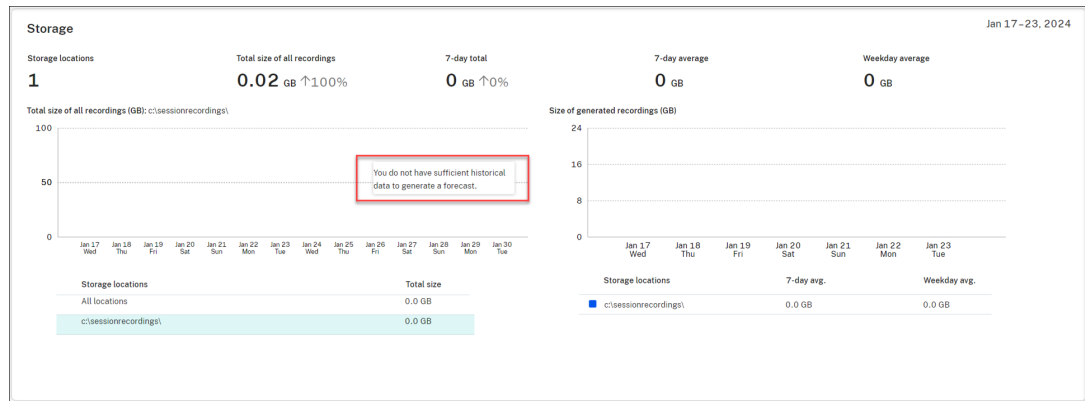 Storage
Jan 17–23, 2024
Storage locations
Total size of all recordings
7-day total
7-day average
Weekday average
1
0.02 GB ↑100%
0 GB ↑0%
0 GB
0 GB
Total size of all recordings (GB): c:\sessionrecordings\
100
50
0
You do not have sufficient historical
data to generate a forecast.
Jan 17 Jan 18 Jan 19 Jan 20 Jan 21 Jan 22 Jan 23 Jan 24 Jan 25 Jan 26 Jan 27 Jan 28 Jan 29 Jan 30
Wed Thu Fri Sat Sun Mon Tue Wed Thu Fri Sat Sun Mon Tue
Storage locations Total size
All locations 0.0 GB
c:\sessionrecordings\ 0.0 GB
Size of generated recordings (GB)
24
16
8
0
Jan 17 Jan 18 Jan 19 Jan 20 Jan 21 Jan 22 Jan 23
Wed Thu Fri Sat Sun Mon Tue
Storage locations 7-day avg. Weekday avg.
c:\sessionrecordings\ 0.0 GB 0.0 GB